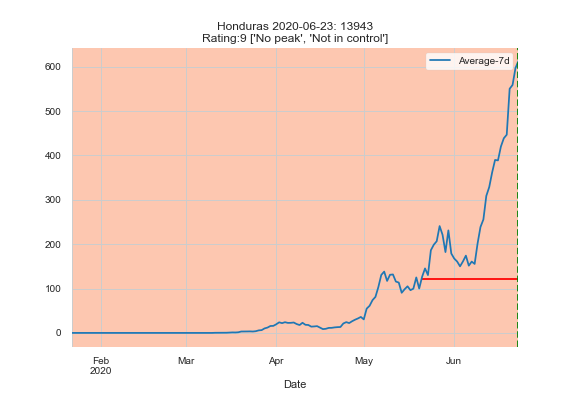 Honduras 2020-06-23: 13943
Rating:9 ['No peak', 'Not in control']
Average-7d
600
500
400
300
200
100
0
Feb Mar Apr May Jun
2020
Date